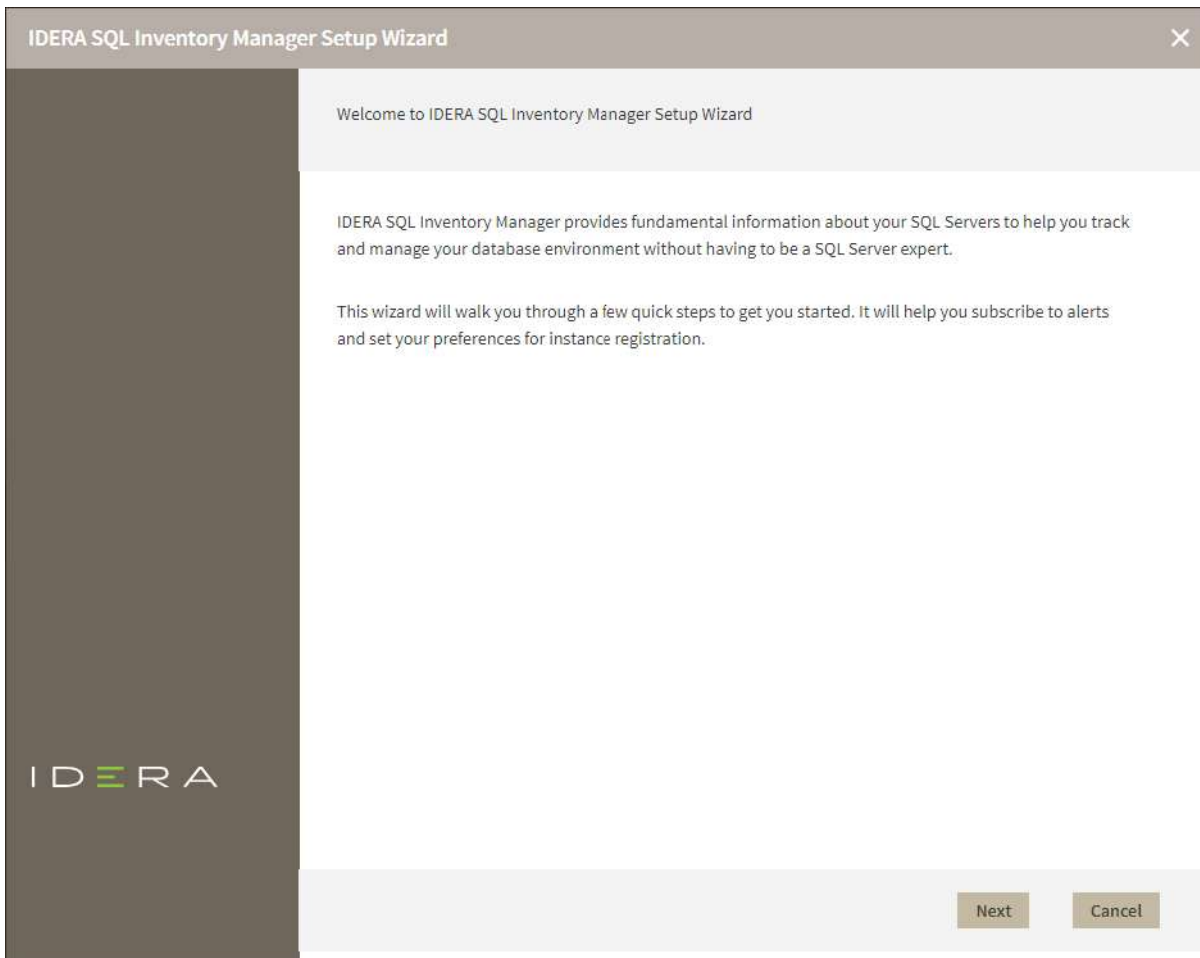 IDERA SQL Inventory Manager Setup Wizard
Welcome to IDERA SQL Inventory Manager Setup Wizard
IDERA SQL Inventory Manager provides fundamental information about your SQL Servers to help you track
and manage your database environment without having to be a SQL Server expert.
This wizard will walk you through a few quick steps to get you started. It will help you subscribe to alerts
and set your preferences for instance registration.
IDERA
Next
Cancel